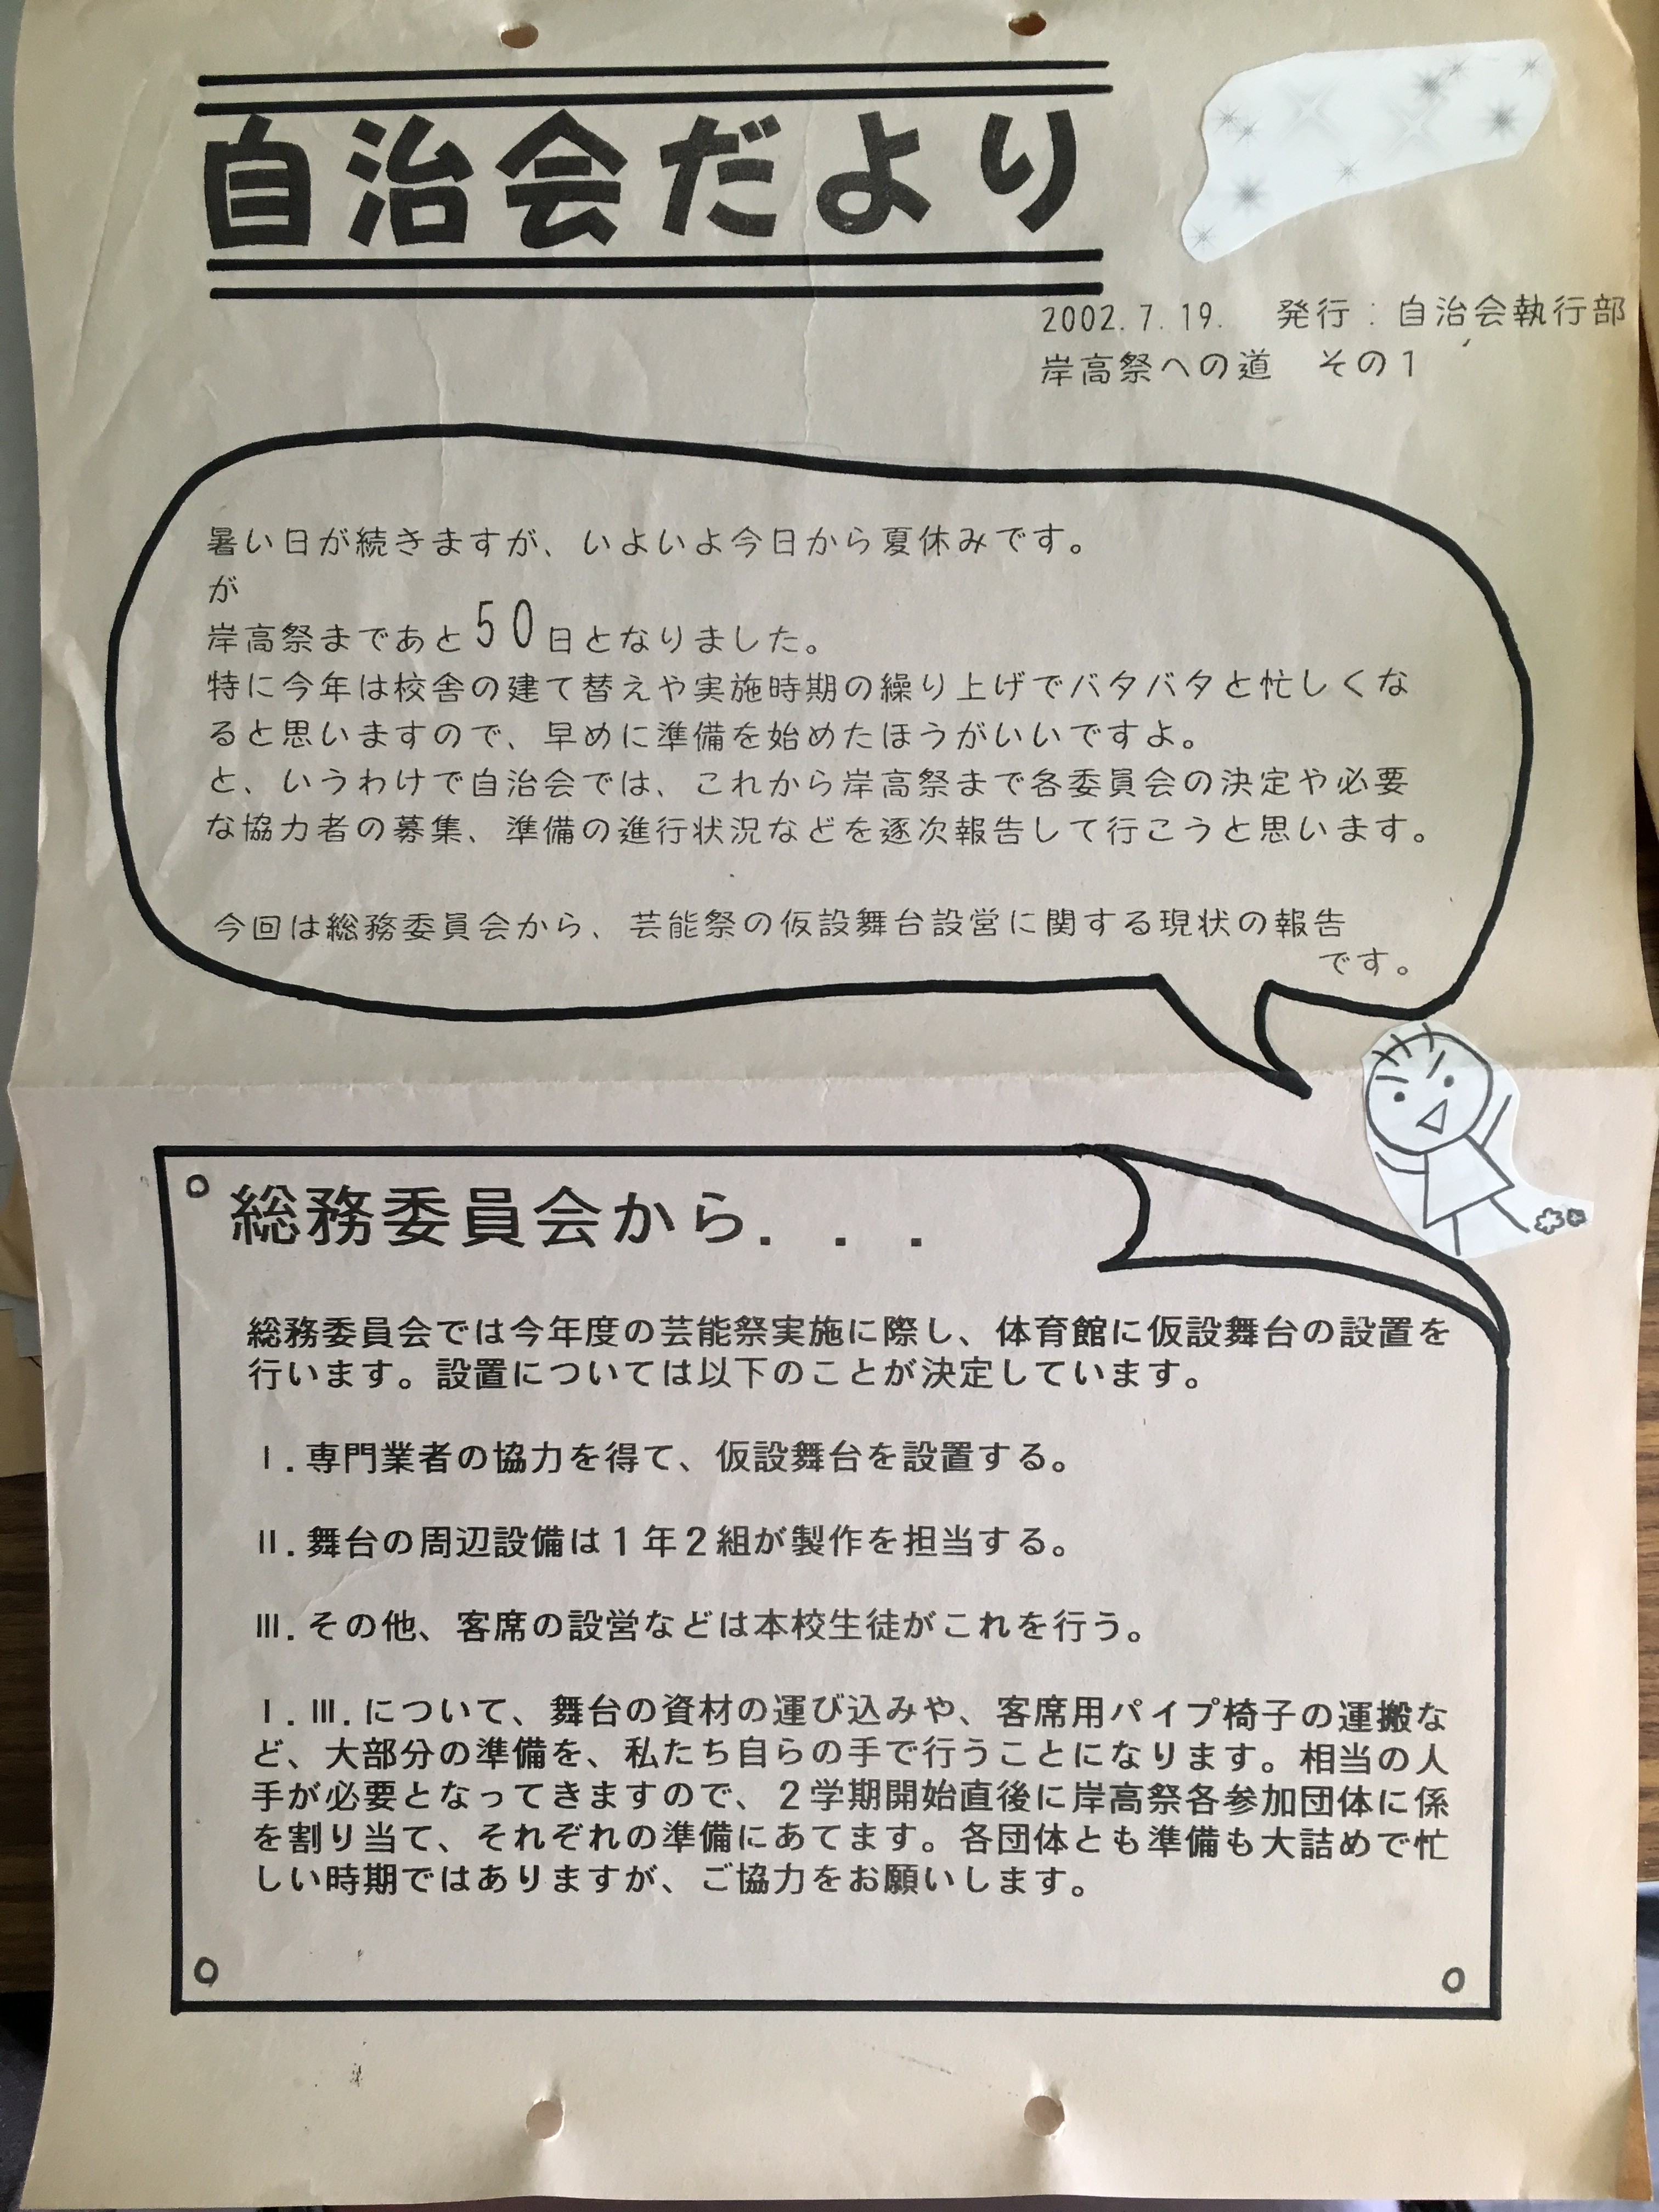 自治会だより
2002.7.19. 発行：自治会執行部
岸高祭への道 その１
暑い日が続きますが、いよいよ今日から夏休みです。
が
岸高祭まであと５０日となりました。
特に今年は校舎の建て替えや実施時期の繰り上げでバタバタと忙しくな
ると思いますので、早めに準備を始めたほうがいいですよ。
と、いうわけで自治会では、これから岸高祭まで各委員会の決定や必要
な協力者の募集、準備の進行状況などを逐次報告して行こうと思います。
今回は総務委員会から、芸能祭の仮設舞台設営に関する現状の報告
です。
総務委員会から．．．
総務委員会では今年度の芸能祭実施に際し、体育館に仮設舞台の設置を
行います。設置については以下のことが決定しています。
Ⅰ.専門業者の協力を得て、仮設舞台を設置する。
Ⅱ.舞台の周辺設備は１年２組が製作を担当する。
Ⅲ.その他、客席の設営などは本校生徒がこれを行う。
Ⅰ.Ⅲ.について、舞台の資材の運び込みや、客席用パイプ椅子の運搬な
ど、大部分の準備を、私たち自らの手で行うことになります。相当の人
手が必要となってきますので、２学期開始直後に岸高祭各参加団体に係
を割り当て、それぞれの準備にあてます。各団体とも準備も大詰めで忙
しい時期ではありますが、ご協力をお願いします。